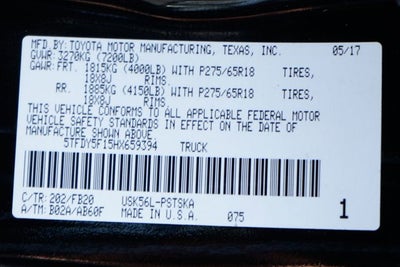 MFD.BY:TOYOTA MOTOR MANUFACTURING, TEXAS, INC. 05/17
GVWR: 3270KG (7200LB)
GAWR: FRT. 1815KG (4000LB) WITH P275/65R18 TIRES,
18X8J RIMS
RR. 1885KG (4150LB) WITH P275/65R18 TIRES,
18X8J RIMS
THIS VEHICLE CONFORMS TO ALL APPLICABLE FEDERAL MOTOR
VEHICLE SAFETY STANDARDS IN EFFECT ON THE DATE OF
MANUFACTURE SHOWN ABOVE
5TFDY5F15HX659394 TRUCK
C/TR: 202/FB20 USK56L-PSTSKA
A/TM: B02A/AB60F MADE IN U.S.A. 075 1